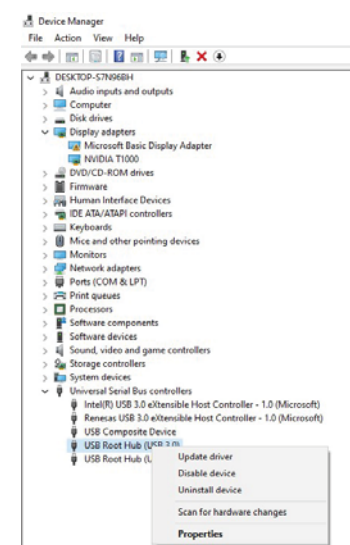 Device Manager
File Action View Help
DESKTOP-S7N96BH
Audio inputs and outputs
Computer
Disk drives
Display adapters
Microsoft Basic Display Adapter
NVIDIA T1000
DVD/CD-ROM drives
Firmware
Human Interface Devices
IDE ATA/ATAPI controllers
Keyboards
Mice and other pointing devices
Monitors
Network adapters
Ports (COM & LPT)
Print queues
Processors
Software components
Software devices
Sound, video and game controllers
Storage controllers
System devices
Universal Serial Bus controllers
Intel(R) USB 3.0 eXtensible Host Controller - 1.0 (Microsoft)
Renesas USB 3.0 eXtensible Host Controller - 1.0 (Microsoft)
USB Composite Device
USB Root Hub (USB 3.0)
USB Root Hub (U
Update driver
Disable device
Uninstall device
Scan for hardware changes
Properties